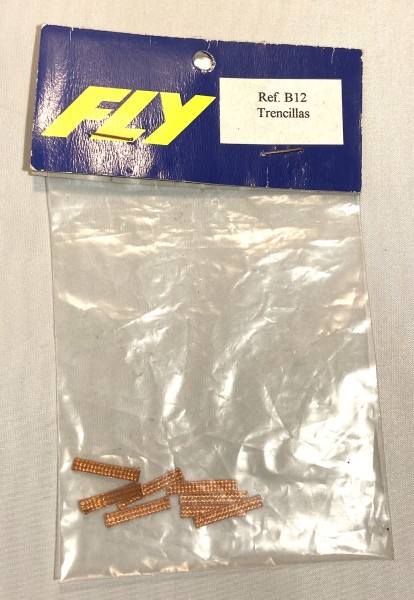 FLY
Ref. B12
Trencillas